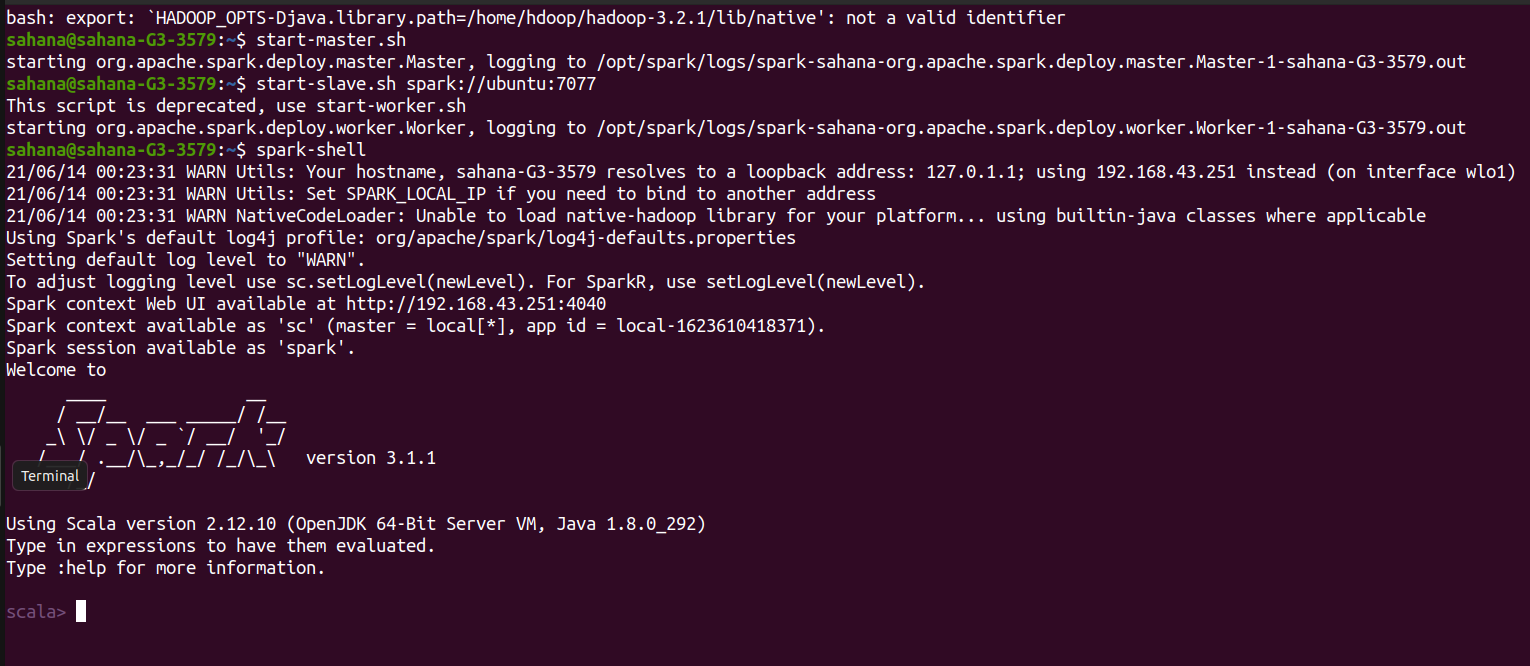 bash: export: `HADOOP_OPTS-Djava.library.path=/home/hdoop/hadoop-3.2.1/lib/native': not a valid identifier
sahana@sahana-G3-3579:~$ start-master.sh
starting org.apache.spark.deploy.master.Master, logging to /opt/spark/logs/spark-sahana-org.apache.spark.deploy.master.Master-1-sahana-G3-3579.out
sahana@sahana-G3-3579:~$ start-slave.sh spark://ubuntu:7077
This script is deprecated, use start-worker.sh
starting org.apache.spark.deploy.worker.Worker, logging to /opt/spark/logs/spark-sahana-org.apache.spark.deploy.worker.Worker-1-sahana-G3-3579.out
sahana@sahana-G3-3579:~$ spark-shell
21/06/14 00:23:31 WARN Utils: Your hostname, sahana-G3-3579 resolves to a loopback address: 127.0.1.1; using 192.168.43.251 instead (on interface wlo1)
21/06/14 00:23:31 WARN Utils: Set SPARK_LOCAL_IP if you need to bind to another address
21/06/14 00:23:31 WARN NativeCodeLoader: Unable to load native-hadoop library for your platform... using builtin-java classes where applicable
Using Spark's default log4j profile: org/apache/spark/log4j-defaults.properties
Setting default log level to "WARN".
To adjust logging level use sc.setLogLevel(newLevel). For SparkR, use setLogLevel(newLevel).
Spark context Web UI available at http://192.168.43.251:4040
Spark context available as 'sc' (master = local[*], app id = local-1623610418371).
Spark session available as 'spark'.
Welcome to
      ____              __
     / __/__  ___ _____/ /__
    _\ \/ _ \/ _ `/ __/  '_/
   /___/ .__/\_,_/_/ /_/\_\   version 3.1.1
Terminal /_/

Using Scala version 2.12.10 (OpenJDK 64-Bit Server VM, Java 1.8.0_292)
Type in expressions to have them evaluated.
Type :help for more information.

scala>